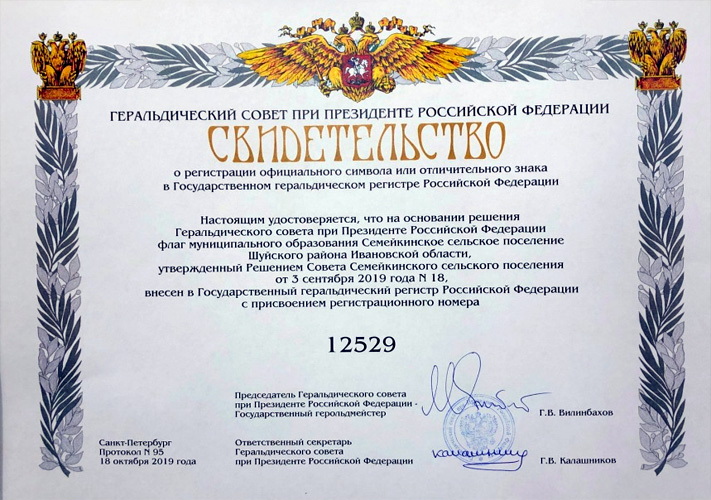 ГЕРАЛЬДИЧЕСКИЙ СОВЕТ ПРИ ПРЕЗИДЕНТЕ РОССИЙСКОЙ ФЕДЕРАЦИИ
СВИДЕТЕЛЬСТВО
о регистрации официального символа или отличительного знака
в Государственном геральдическом регистре Российской Федерации
Настоящим удостоверяется, что на основании решения
Геральдического совета при Президенте Российской Федерации
флаг муниципального образования Семейкинское сельское поселение
Шуйского района Ивановской области,
утвержденный Решением Совета Семейкинского сельского поселения
от 3 сентября 2019 года N 18,
внесен в Государственный геральдический регистр Российской Федерации
с присвоением регистрационного номера
12529
Председатель Геральдического совета
при Президенте Российской Федерации -
Государственный герольдмейстер
Г.В. Вилинбахов
Санкт-Петербург
Протокол N 95
18 октября 2019 года
Ответственный секретарь
Геральдического совета
при Президенте Российской Федерации
Г.В. Калашников